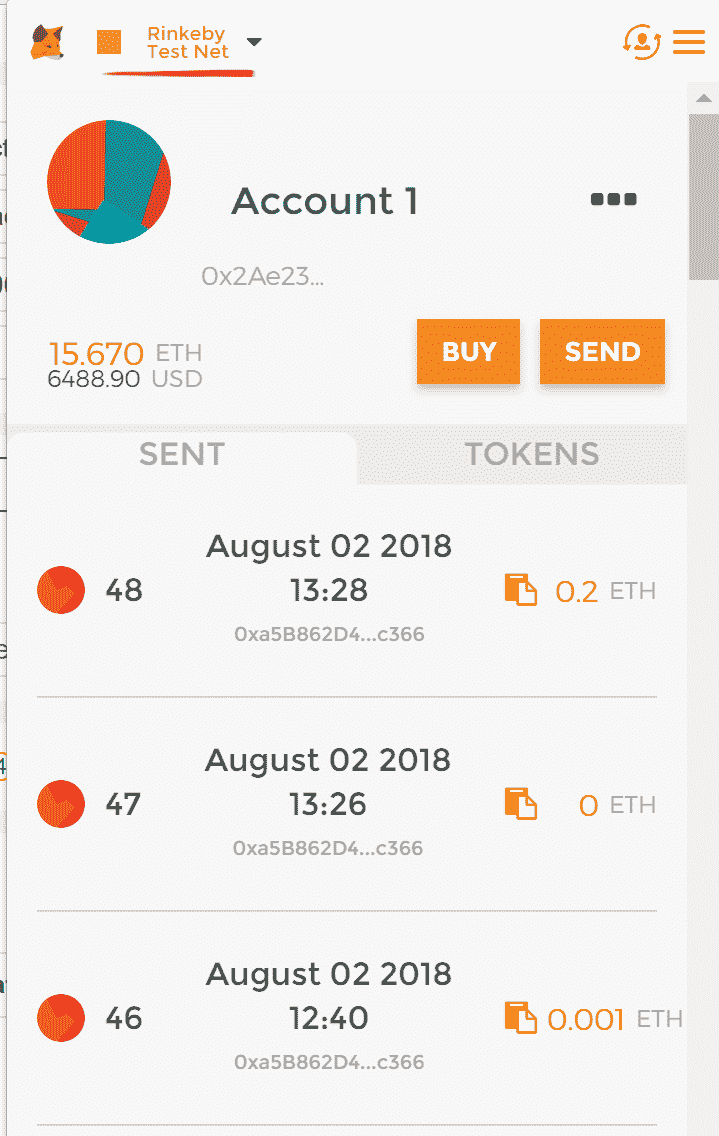 Rinkeby
Test Net
Account 1
0x2Ae23...
15.670 ETH
6488.90 USD
BUY
SEND
SENT
TOKENS
August 02 2018
48 13:28 0.2 ETH
0xa5B862D4...c366
August 02 2018
47 13:26 0 ETH
0xa5B862D4...c366
August 02 2018
46 12:40 0.001 ETH
0xa5B862D4...c366